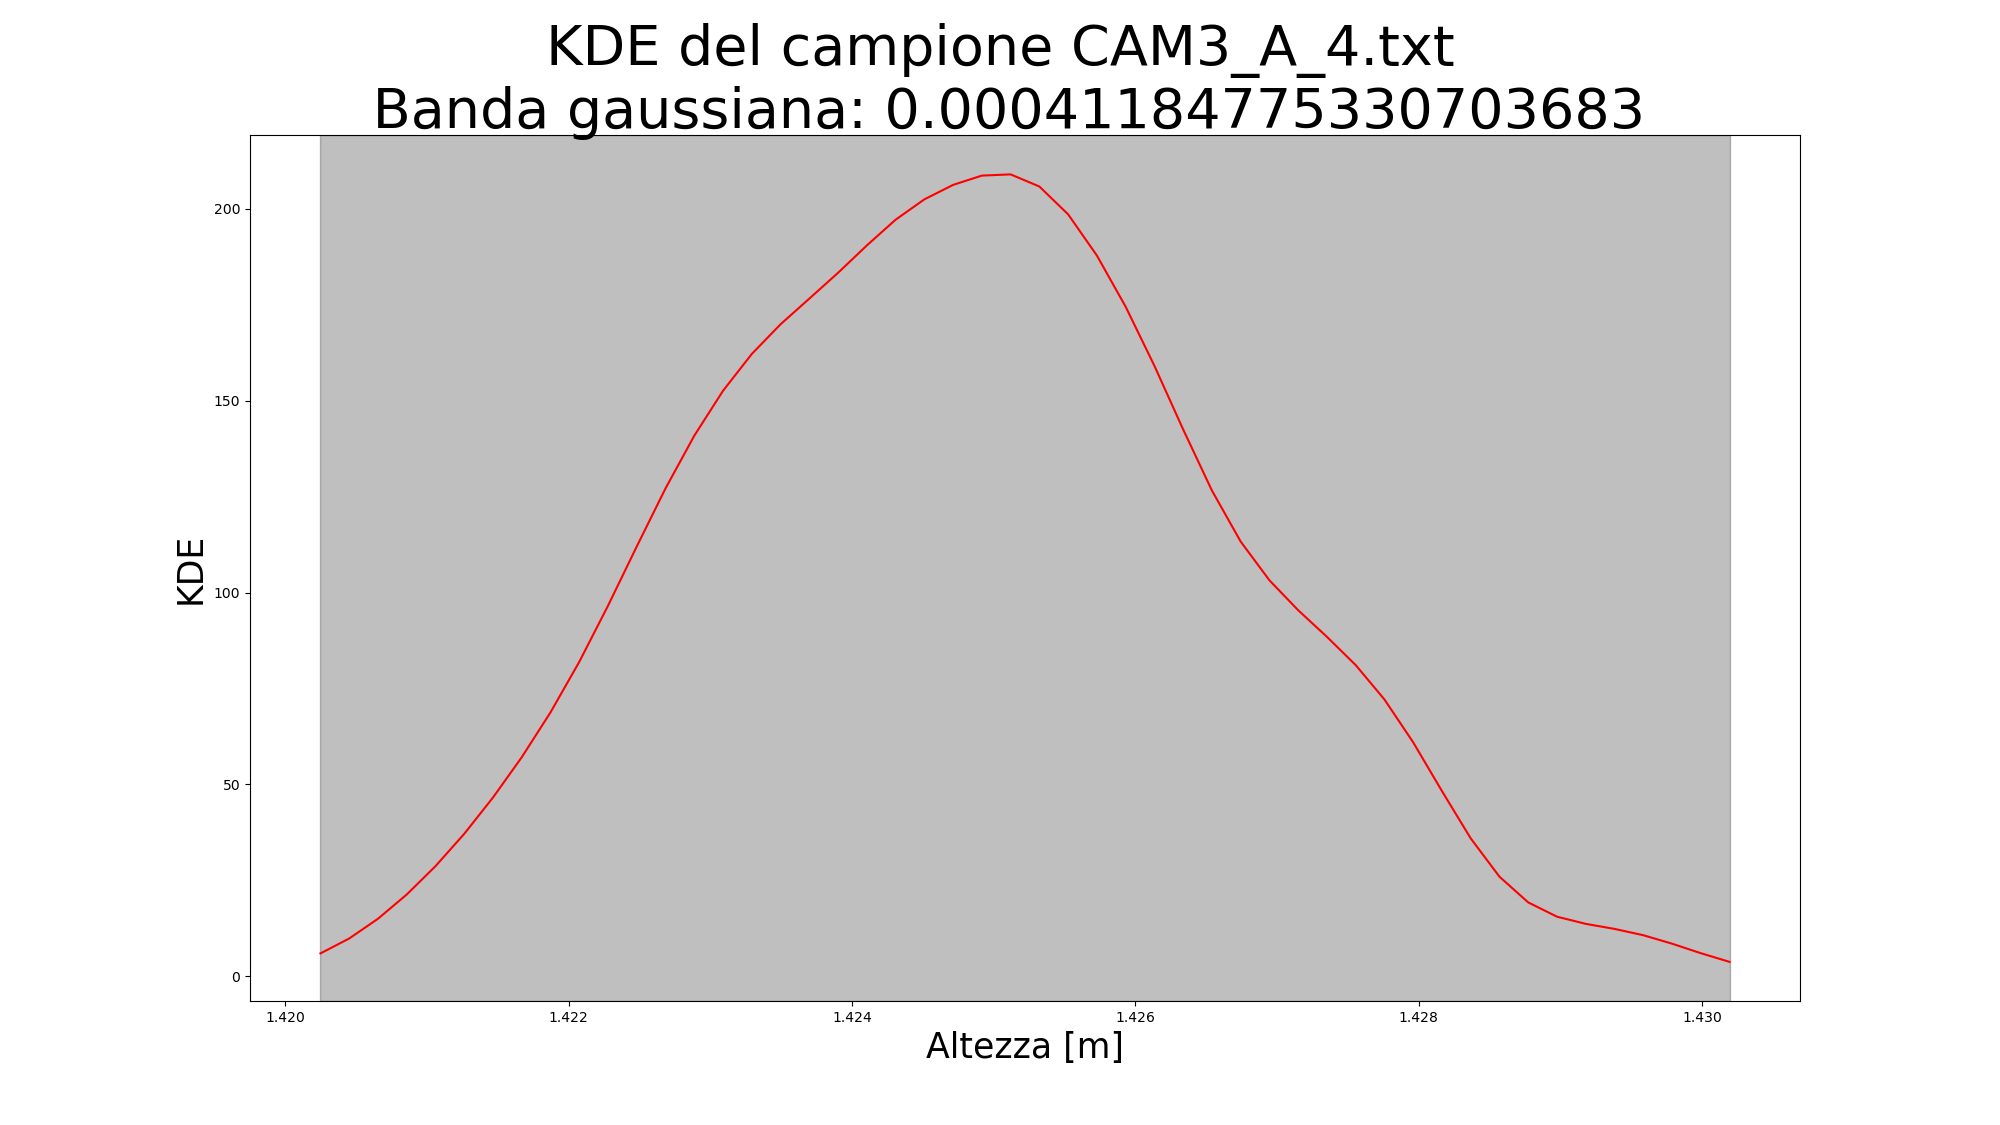 KDE del campione CAM3_A_4.txt
Banda gaussiana: 0.00041184775330703683
200
150
100
50
0
KDE
1.420 1.422 1.424 1.426 1.428 1.430
Altezza [m]